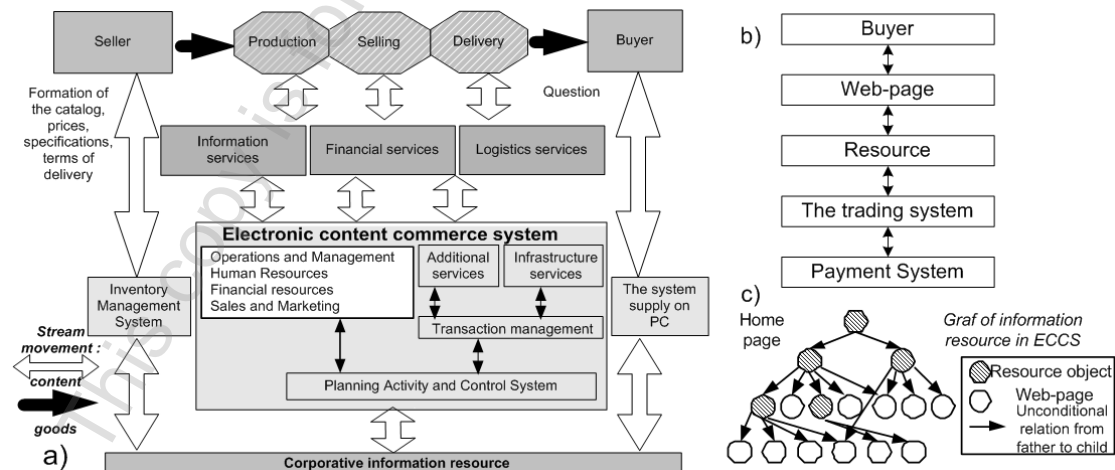 Seller
Production
Selling
Delivery
Buyer
Formation of
the catalog,
prices,
specifications,
terms of
delivery
Question
Information
services
Financial services
Logistics services
Electronic content commerce system
Operations and Management
Human Resources
Financial resources
Sales and Marketing
Additional
services
Infrastructure
services
Transaction management
Planning Activity and Control System
Inventory
Management
System
The system
supply on
PC
Stream
movement :
content
goods
a)
Corporative information resource
This copy is for
b)
Buyer
Web-page
Resource
The trading system
Payment System
c)
Home
page
Graf of information
resource in ECCS
Resource object
Web-page
Unconditional
relation from
father to child